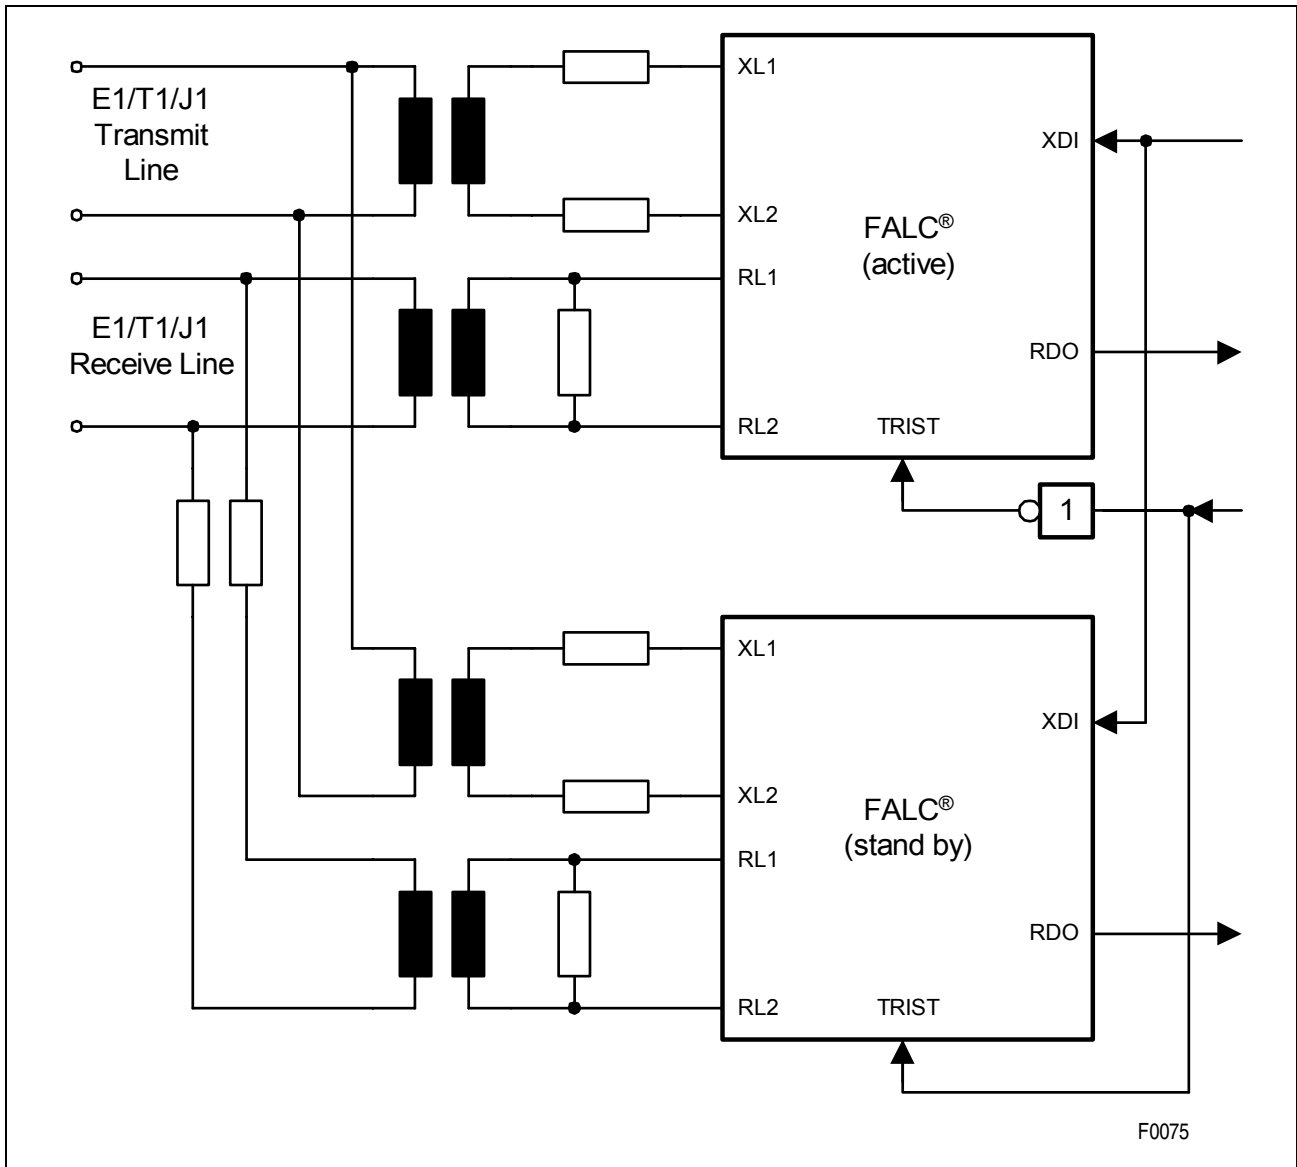 E1/T1/J1
Transmit
Line
E1/T1/J1
Receive Line
XL1
XL2
RL1
RL2
XDI
RDO
TRIST
FALC®
(active)
1
XL1
XL2
RL1
RL2
XDI
RDO
TRIST
FALC®
(stand by)
F0075